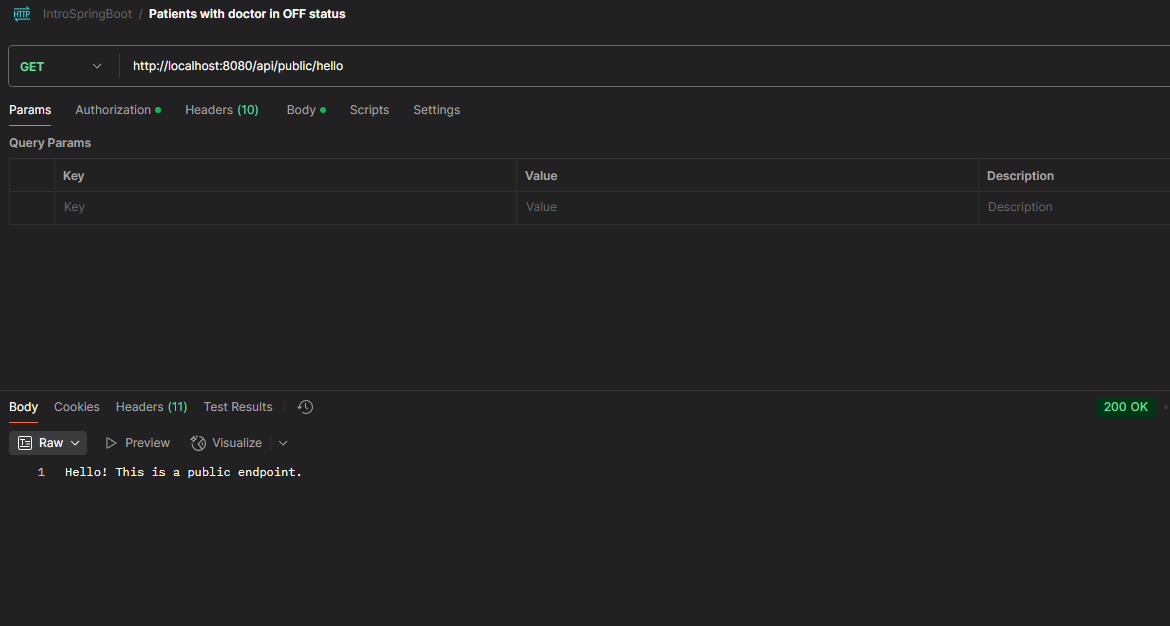 HTTP IntroSpringBoot / Patients with doctor in OFF status
GET http://localhost:8080/api/public/hello
Params Authorization Headers (10) Body Scripts Settings
Query Params
Key Value Description
Key Value Description
Body Cookies Headers (11) Test Results 200 OK
Raw Preview Visualize
1 Hello! This is a public endpoint.